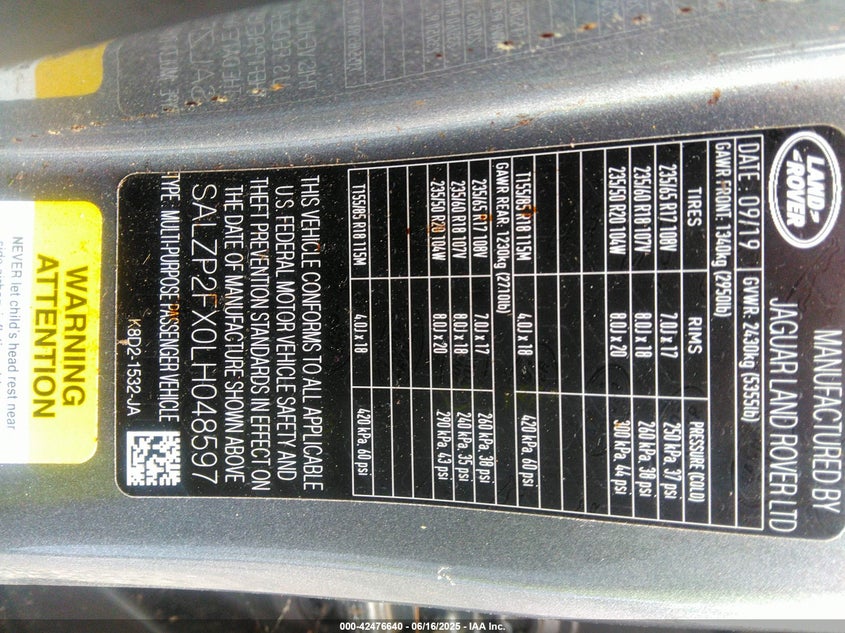 LAND
ROVER
MANUFACTURED BY
JAGUAR LAND ROVER LTD
DATE: 09/19 GVWR: 2430kg (5355lb)
GAWR FRONT: 1340kg (2950lb)
TIRES RIMS PRESSURE (COLD)
235/65 R17 108V 7.0J x 17 250 kPa, 37 psi
235/60 R18 107V 8.0J x 18 260 kPa, 38 psi
235/50 R20 104W 8.0J x 20 300 kPa, 44 psi
T155/85 R18 115M 4.0J x 18 420 kPa, 60 psi
GAWR REAR: 1230kg (2710lb)
235/65 R17 108V 7.0J x 17 260 kPa, 38 psi
235/60 R18 107V 8.0J x 18 240 kPa, 35 psi
235/50 R20 104W 8.0J x 20 290 kPa, 43 psi
T155/85 R18 115M 4.0J x 18 420 kPa, 60 psi
THIS VEHICLE CONFORMS TO ALL APPLICABLE
U.S. FEDERAL MOTOR VEHICLE SAFETY AND
THEFT PREVENTION STANDARDS IN EFFECT ON
THE DATE OF MANUFACTURE SHOWN ABOVE
SALZP2FX0LH048597
TYPE: MULTI-PURPOSE PASSENGER VEHICLE
K8D2-1532-JA
WARNING
ATTENTION
NEVER let child's head rest near
000-42476640 - 06/16/2025 - IAA Inc.